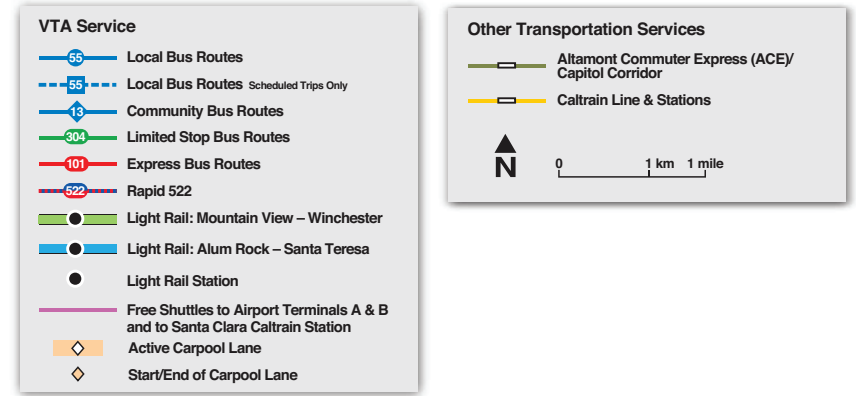 VTA Service
55 Local Bus Routes
55 Local Bus Routes Scheduled Trips Only
13 Community Bus Routes
304 Limited Stop Bus Routes
101 Express Bus Routes
522 Rapid 522
Light Rail: Mountain View – Winchester
Light Rail: Alum Rock – Santa Teresa
Light Rail Station
Free Shuttles to Airport Terminals A & B
and to Santa Clara Caltrain Station
Active Carpool Lane
Start/End of Carpool Lane
Other Transportation Services
Altamont Commuter Express (ACE)/
Capitol Corridor
Caltrain Line & Stations
N
0 1 km 1 mile